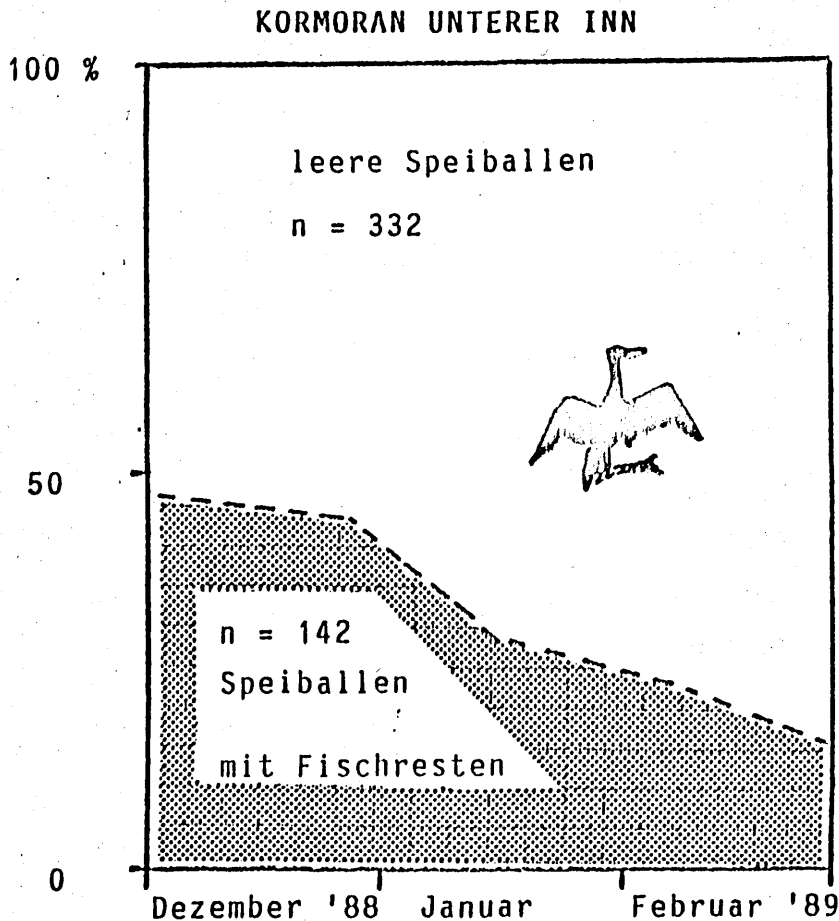 KORMORAN UNTERER INN
100 %
leere Speiballen
n = 332
50
n = 142
Speiballen
mit Fischresten
0
Dezember '88 Januar Februar '89